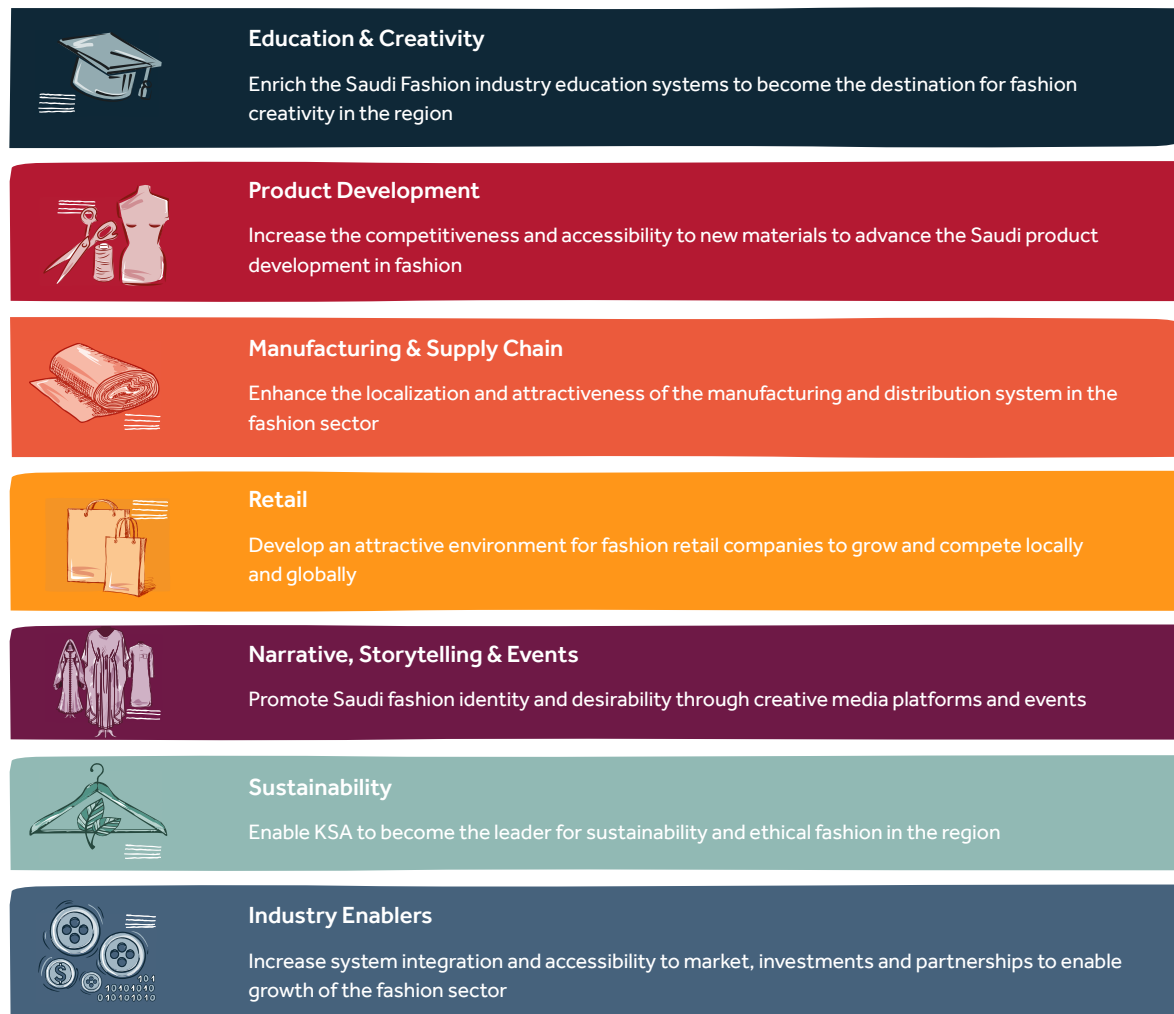 Education & Creativity
Enrich the Saudi Fashion industry education systems to become the destination for fashion
creativity in the region
Product Development
Increase the competitiveness and accessibility to new materials to advance the Saudi product
development in fashion
Manufacturing & Supply Chain
Enhance the localization and attractiveness of the manufacturing and distribution system in the
fashion sector
Retail
Develop an attractive environment for fashion retail companies to grow and compete locally
and globally
Narrative, Storytelling & Events
Promote Saudi fashion identity and desirability through creative media platforms and events
Sustainability
Enable KSA to become the leader for sustainability and ethical fashion in the region
Industry Enablers
$
101
10101010
0.10101010
Increase system integration and accessibility to market, investments and partnerships to enable
growth of the fashion sector